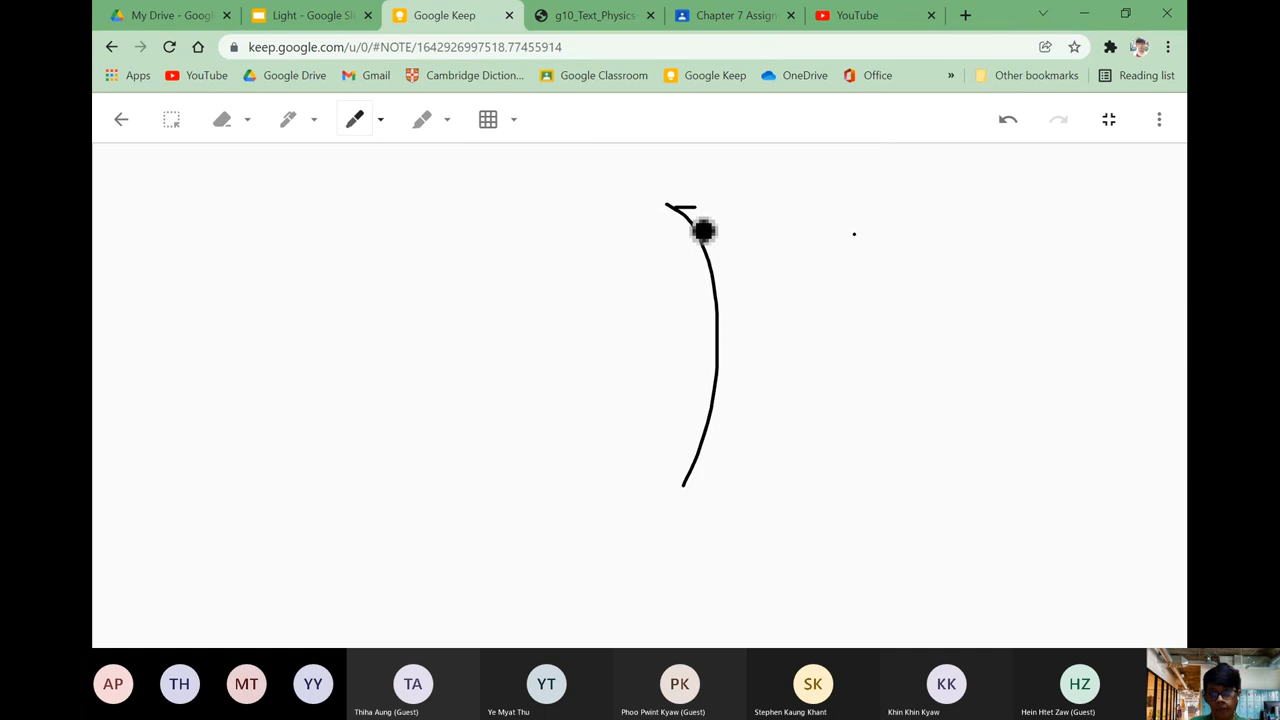 My Drive - Googl
Light - Google Sli
Google Keep
g10_Text_Physics-
Chapter 7 Assign
YouTube
keep.google.com/u/0/#NOTE/1642926997518.77455914
Apps
YouTube
Google Drive
Gmail
Cambridge Diction...
Google Classroom
Google Keep
OneDrive
Office
»
Other bookmarks
Reading list
AP
TH
MT
YY
TA
YT
PK
SK
KK
HZ
Thiha Aung (Guest)
Ye Myat Thu
Phoo Pwint Kyaw (Guest)
Stephen Kaung Khant
Khin Khin Kyaw
Hein Htet Zaw (Guest)